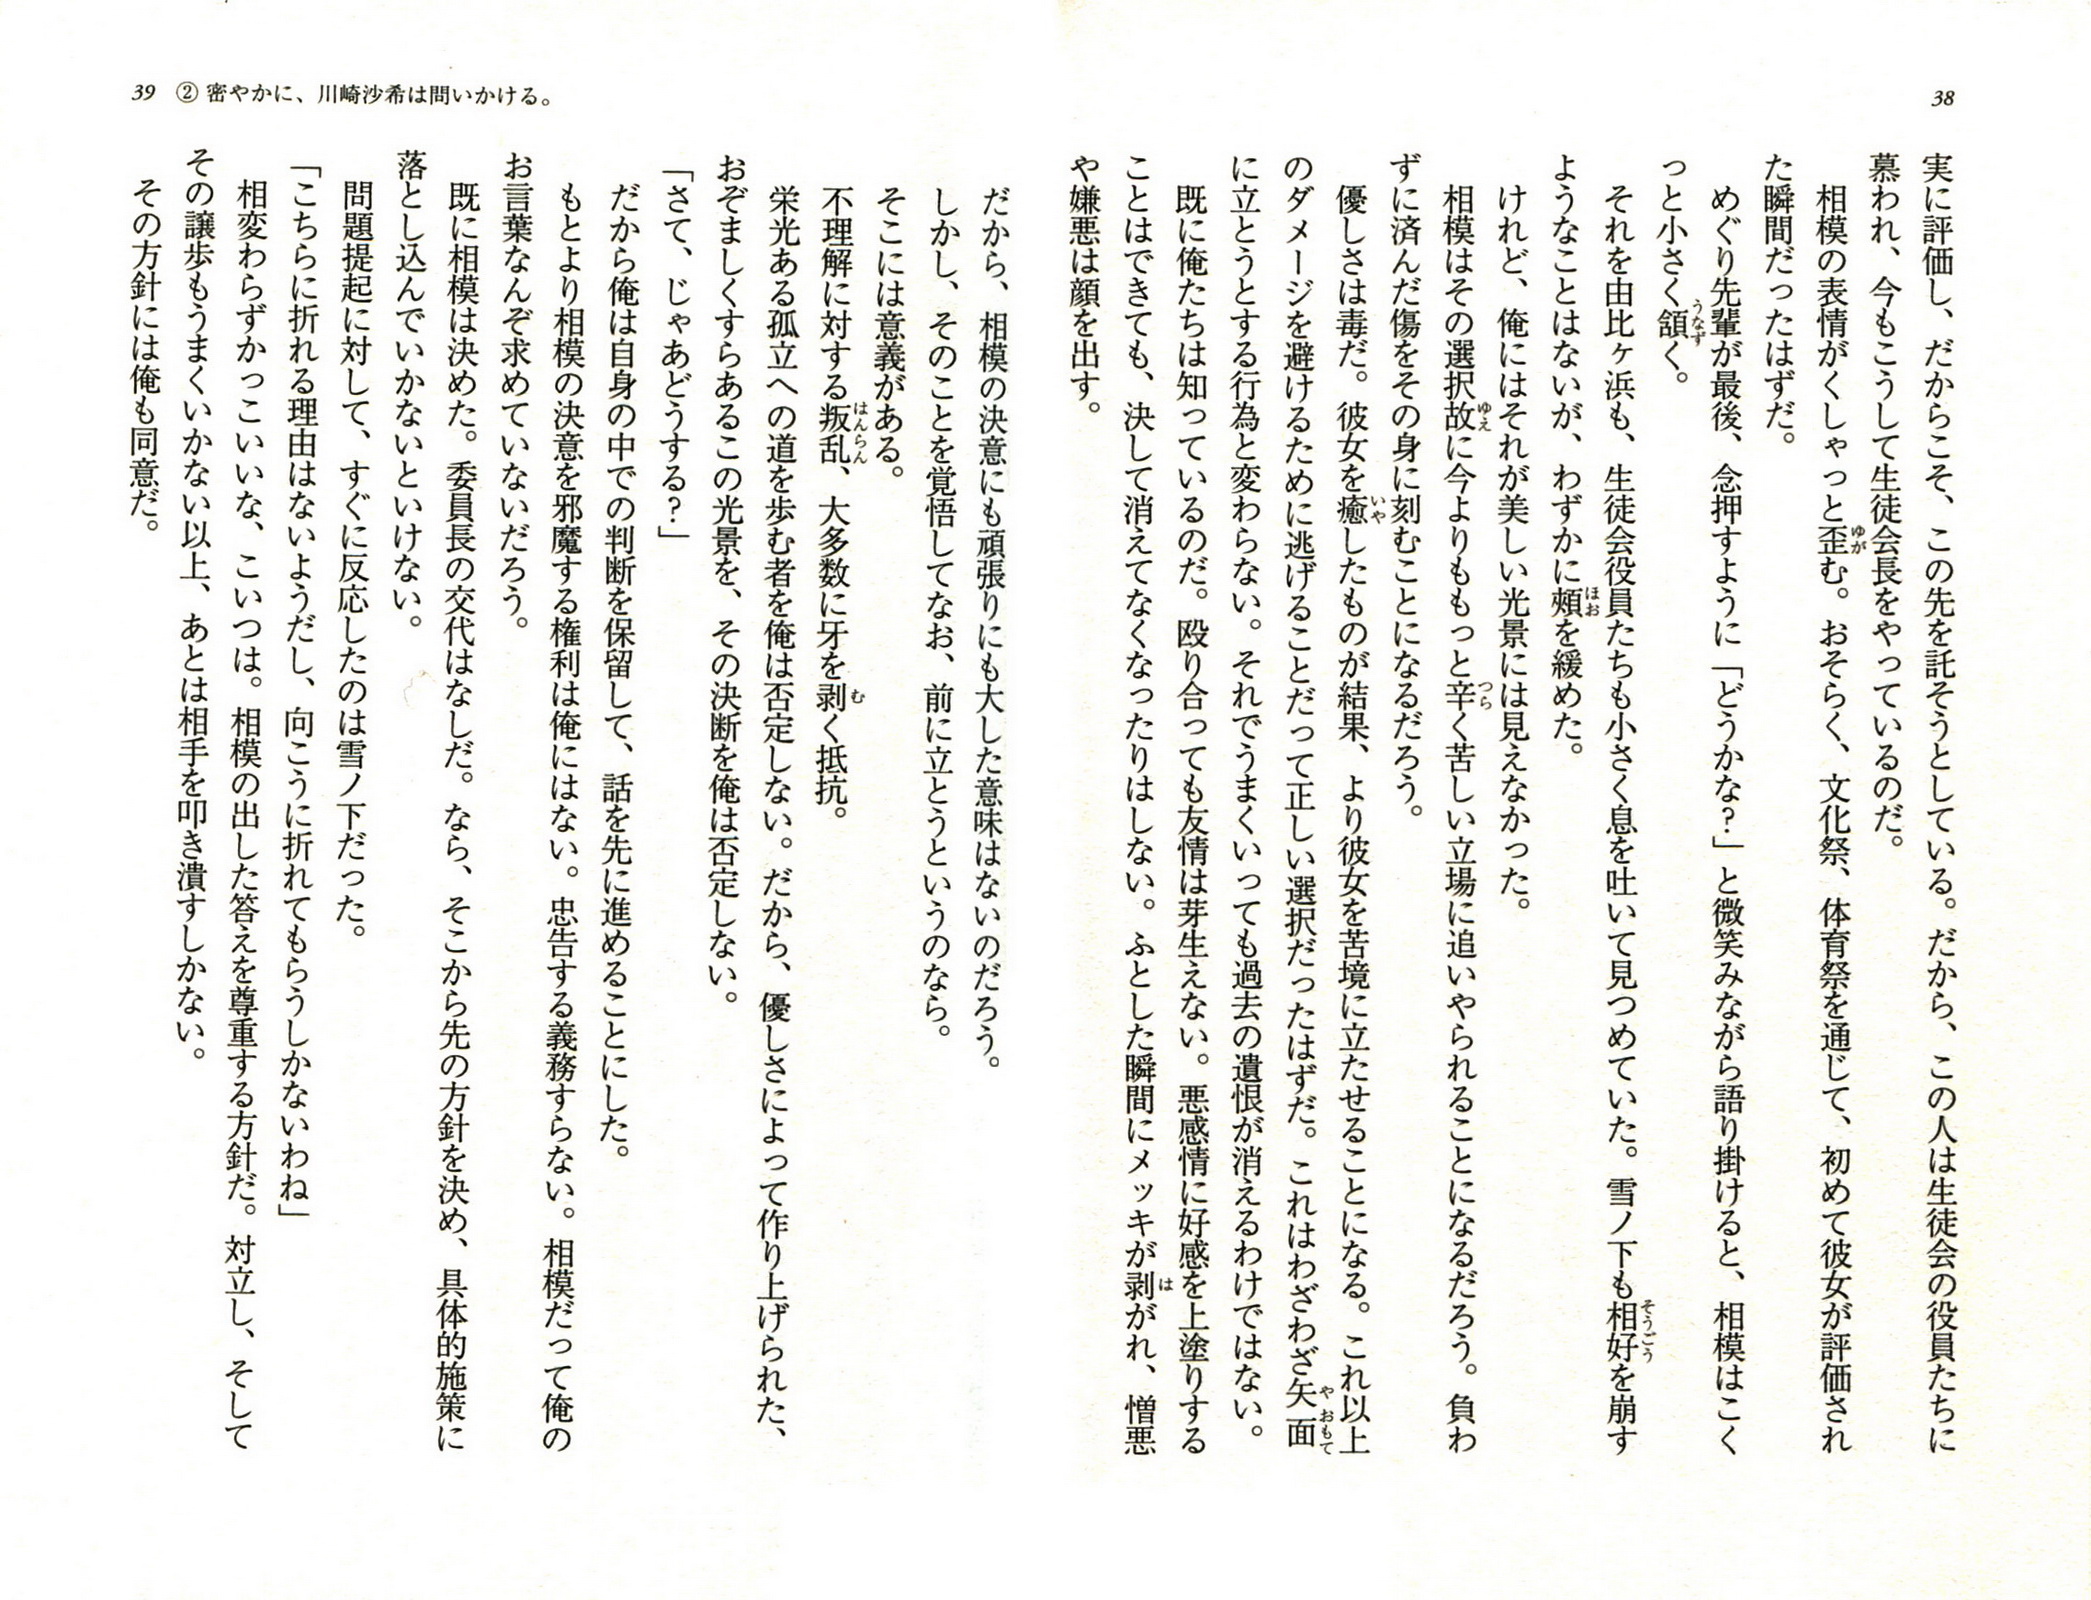 38
実に評価し、だからこそ、この先を託そうとしている。だから、この人は生徒会の役員たちに
慕われ、今もこうして生徒会長をやっているのだ。
相模の表情がくしゃっと歪む。おそらく、文化祭、体育祭を通じて、初めて彼女が評価され
た瞬間だったはずだ。
めぐり先輩が最後、念押すように「どうかな？」と微笑みながら語り掛けると、相模はこく
っと小さく頷く。
それを由比ヶ浜も、生徒会役員たちも小さく息を吐いて見つめていた。雪ノ下も相好を崩す
ようなことはないが、わずかに頰を緩めた。
けれど、俺にはそれが美しい光景には見えなかった。
相模はその選択故に今よりももっと辛く苦しい立場に追いやられることになるだろう。負わ
ずに済んだ傷をその身に刻むことになるだろう。
優しさは毒だ。彼女を癒したものが結果、より彼女を苦境に立たせることになる。これ以上
のダメージを避けるために逃げることだって正しい選択だったはずだ。これはわざわざ矢面
に立とうとする行為と変わらない。それでうまくいっても過去の遺恨が消えるわけではない。
既に俺たちは知っているのだ。殴り合っても友情は芽生えない。悪感情に好感を上塗りする
ことはできても、決して消えてなくなったりはしない。ふとした瞬間にメッキが剥がれ、憎悪
や嫌悪は顔を出す。
39 ② 密やかに、川崎沙希は問いかける。
だから、相模の決意にも頑張りにも大した意味はないのだろう。
しかし、そのことを覚悟してなお、前に立とうというのなら。
そこには意義がある。
不理解に対する叛乱、大多数に牙を剥く抵抗。
栄光ある孤立への道を歩む者を俺は否定しない。だから、優しさによって作り上げられた、
おぞましくすらあるこの光景を、その決断を俺は否定しない。
「さて、じゃあどうする？」
だから俺は自身の中での判断を保留して、話を先に進めることにした。
もとより相模の決意を邪魔する権利は俺にはない。忠告する義務すらない。相模だって俺の
お言葉なんぞ求めていないだろう。
既に相模は決めた。委員長の交代はなしだ。なら、そこから先の方針を決め、具体的施策に
落とし込んでいかないといけない。
問題提起に対して、すぐに反応したのは雪ノ下だった。
「こちらに折れる理由はないようだし、向こうに折れてもらうしかないわね」
相変わらずかっこいいな、こいつは。相模の出した答えを尊重する方針だ。対立し、そして
その譲歩もうまくいかない以上、あとは相手を叩き潰すしかない。
その方針には俺も同意だ。